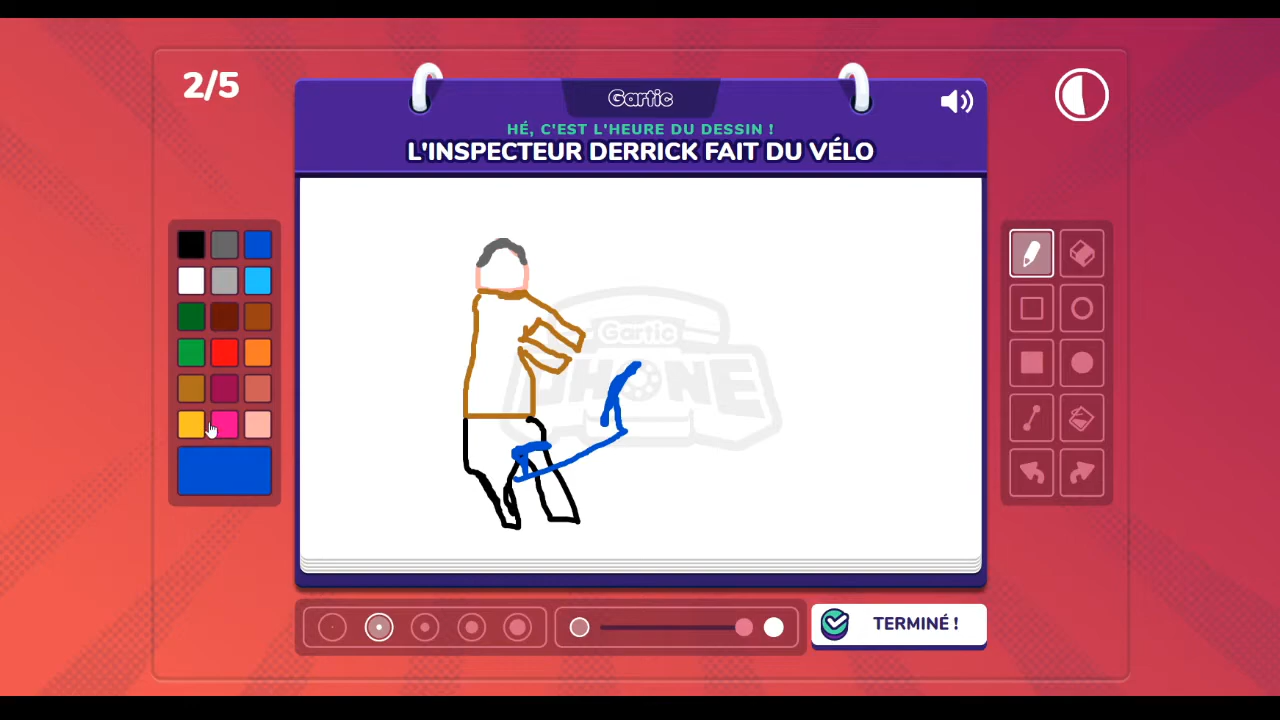 2/5
Gartic
HÉ, C'EST L'HEURE DU DESSIN !
L'INSPECTEUR DERRICK FAIT DU VÉLO
Gartic
PHONE
TERMINÉ !